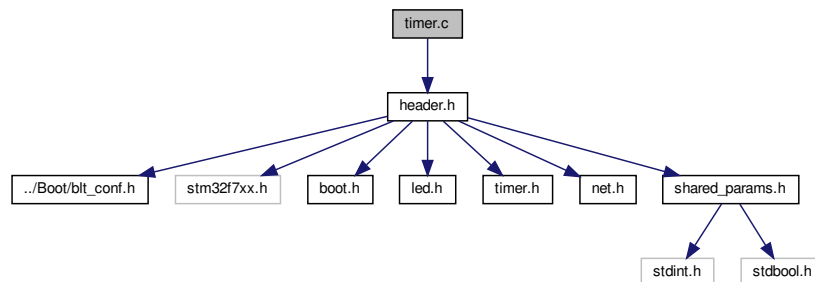 timer.c
header.h
../Boot/blt_conf.h
stm32f7xx.h
boot.h
led.h
timer.h
net.h
shared_params.h
stdint.h
stdbool.h